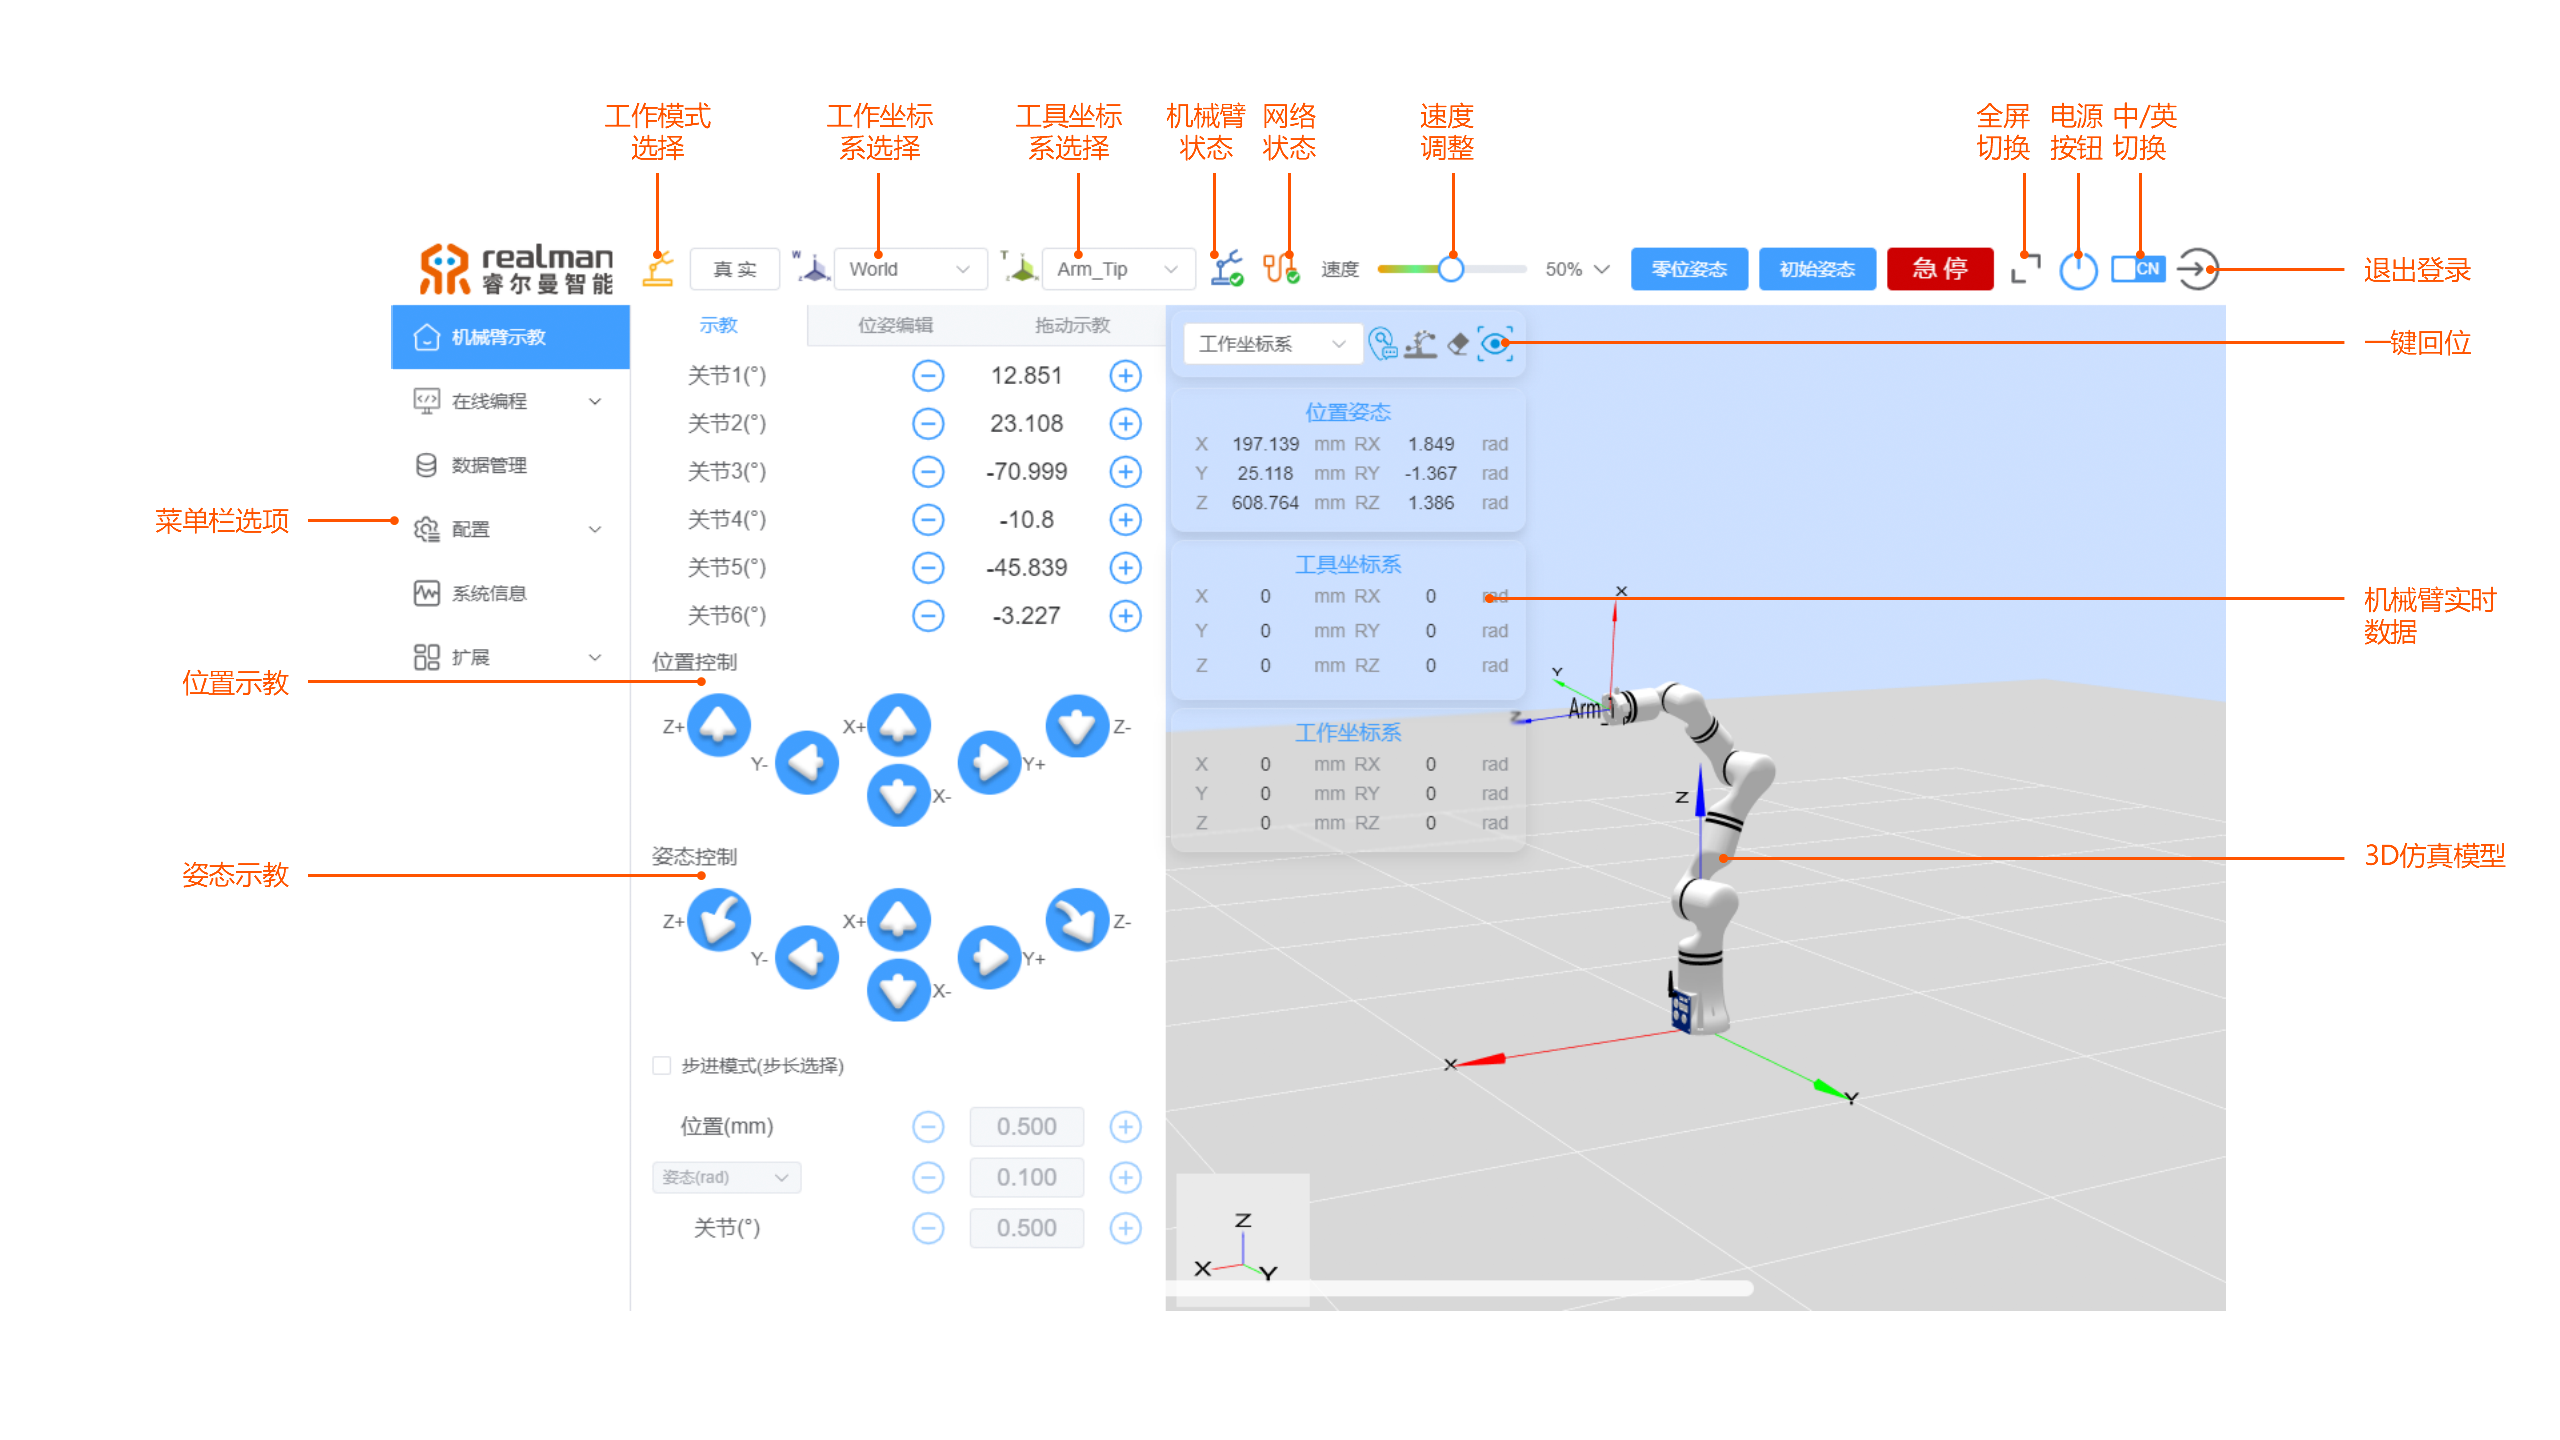 工作模式
选择
工作坐标
系选择
工具坐标
系选择
机械臂
状态
网络
状态
速度
调整
全屏
切换
电源
按钮
中/英
切换
realman
睿尔曼智能
真实
W
World
T
Arm_Tip
速度
50%
零位姿态
初始姿态
急停
CN
退出登录
机械臂示教
在线编程
数据管理
配置
系统信息
扩展
菜单栏选项
位置示教
姿态示教
示教
位姿编辑
拖动示教
关节1(°) 12.851
关节2(°) 23.108
关节3(°) -70.999
关节4(°) -10.8
关节5(°) -45.839
关节6(°) -3.227
位置控制
Z+
Y-
X+
X-
Y+
Z-
姿态控制
Z+
Y-
X+
X-
Y+
Z-
步进模式(步长选择)
位置(mm) 0.500
姿态(rad) 0.100
关节(°) 0.500
工作坐标系
一键回位
位置姿态
X 197.139 mm RX 1.849 rad
Y 25.118 mm RY -1.367 rad
Z 608.764 mm RZ 1.386 rad
工具坐标系
X 0 mm RX 0 rad
Y 0 mm RY 0 rad
Z 0 mm RZ 0 rad
工作坐标系
X 0 mm RX 0 rad
Y 0 mm RY 0 rad
Z 0 mm RZ 0 rad
机械臂实时
数据
3D仿真模型
X
Y
Z
Arm_
Z
X
Y
Z
X
Y